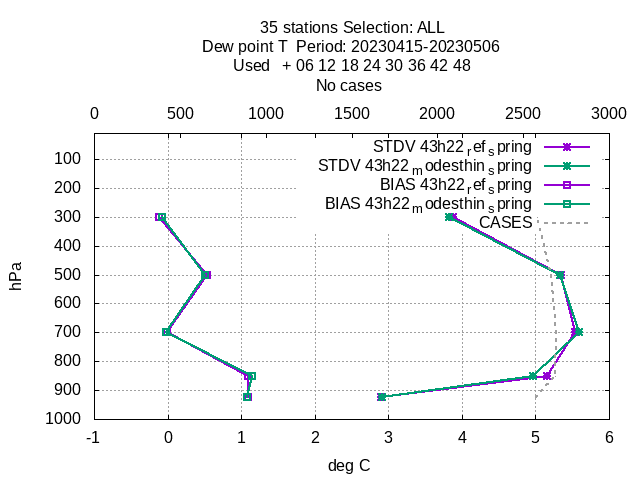 35 stations Selection: ALL
Dew point T  Period: 20230415-20230506
Used   + 06 12 18 24 30 36 42 48
No cases
0 500 1000 1500 2000 2500 3000
STDV 43h22_ref_spring
STDV 43h22_modesthin_spring
BIAS 43h22_ref_spring
BIAS 43h22_modesthin_spring
CASES
100
200
300
400
500
600
700
800
900
1000
hPa
-1 0 1 2 3 4 5 6
deg C